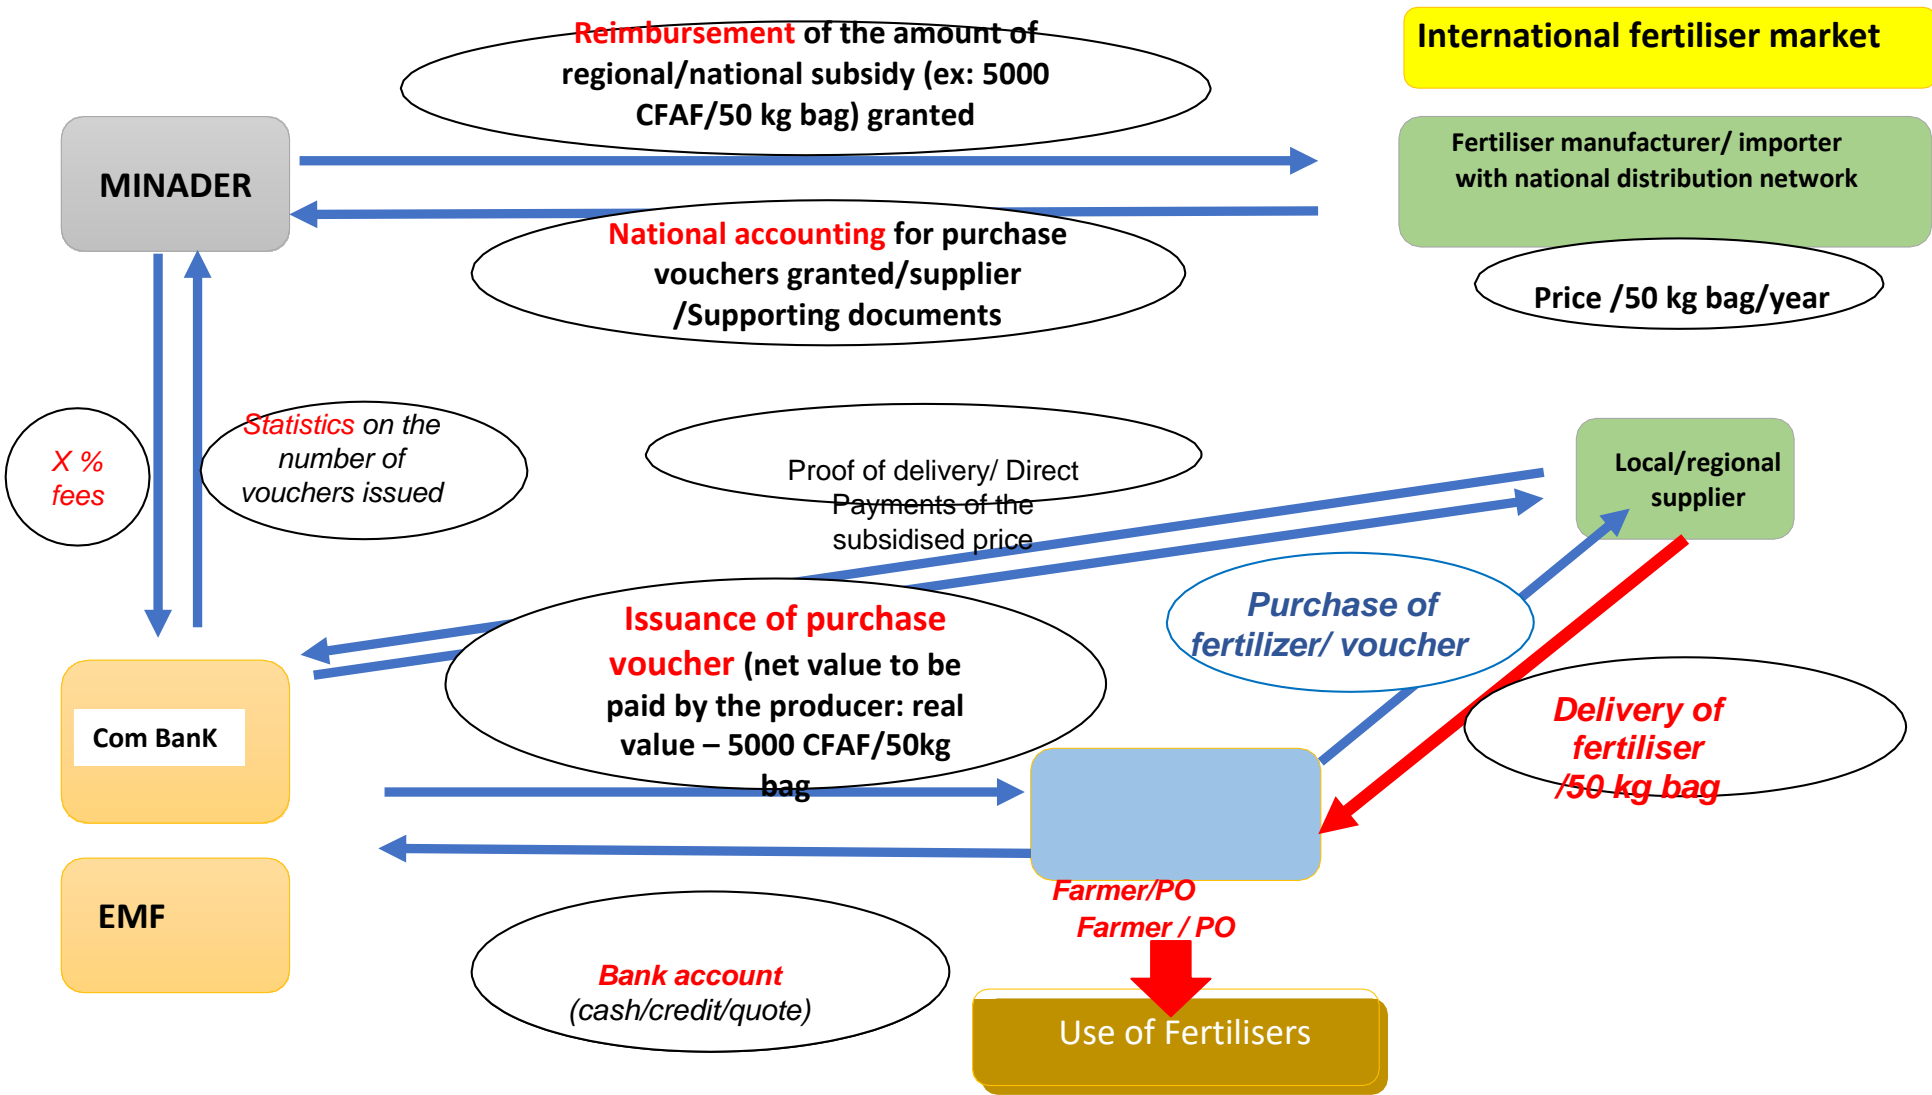 Reimbursement of the amount of
regional/national subsidy (ex: 5000
CFAF/50 kg bag) granted
International fertiliser market
MINADER
Fertiliser manufacturer/ importer
with national distribution network
National accounting for purchase
vouchers granted/supplier
/Supporting documents
Price /50 kg bag/year
X %
fees
Statistics on the
number of
vouchers issued
Proof of delivery/ Direct
Payments of the
subsidised price
Local/regional
supplier
Issuance of purchase
voucher (net value to be
paid by the producer: real
value – 5000 CFAF/50kg
bag
Purchase of
fertilizer/ voucher
Delivery of
fertiliser
/50 kg bag
Com BanK
EMF
Farmer/PO
Farmer / PO
Bank account
(cash/credit/quote)
Use of Fertilisers